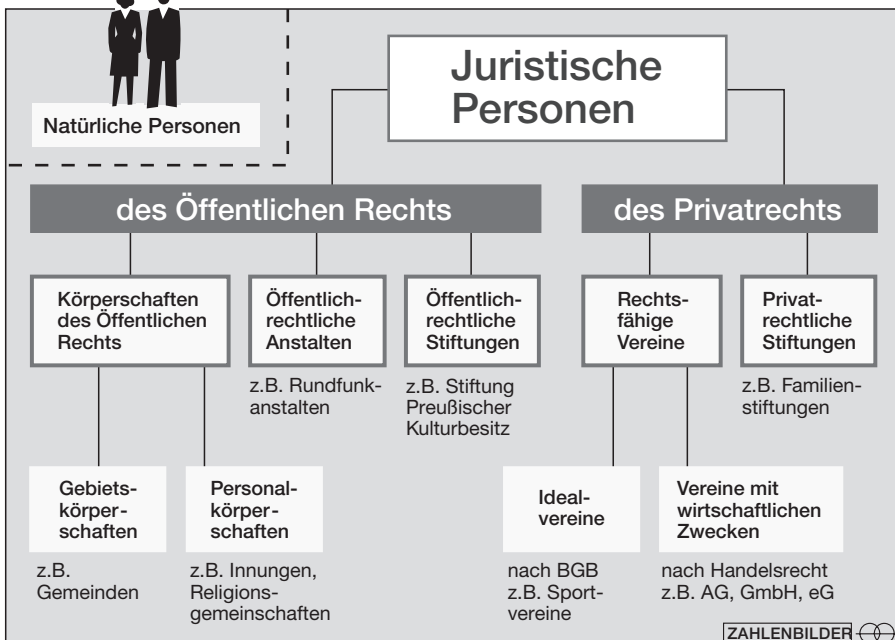 Natürliche Personen
Juristische
Personen
des Öffentlichen Rechts
des Privatrechts
Körperschaften
des Öffentlichen
Rechts
Öffentlich-
rechtliche
Anstalten
z.B. Rundfunk-
anstalten
Öffentlich-
rechtliche
Stiftungen
z.B. Stiftung
Preußischer
Kulturbesitz
Rechts-
fähige
Vereine
Privat-
rechtliche
Stiftungen
z.B. Familien-
stiftungen
Gebiets-
körper-
schaften
z.B.
Gemeinden
Personal-
körper-
schaften
z.B. Innungen,
Religions-
gemeinschaften
Ideal-
vereine
nach BGB
z.B. Sport-
vereine
Vereine mit
wirtschaftlichen
Zwecken
nach Handelsrecht
z.B. AG, GmbH, eG
ZAHLENBILDER